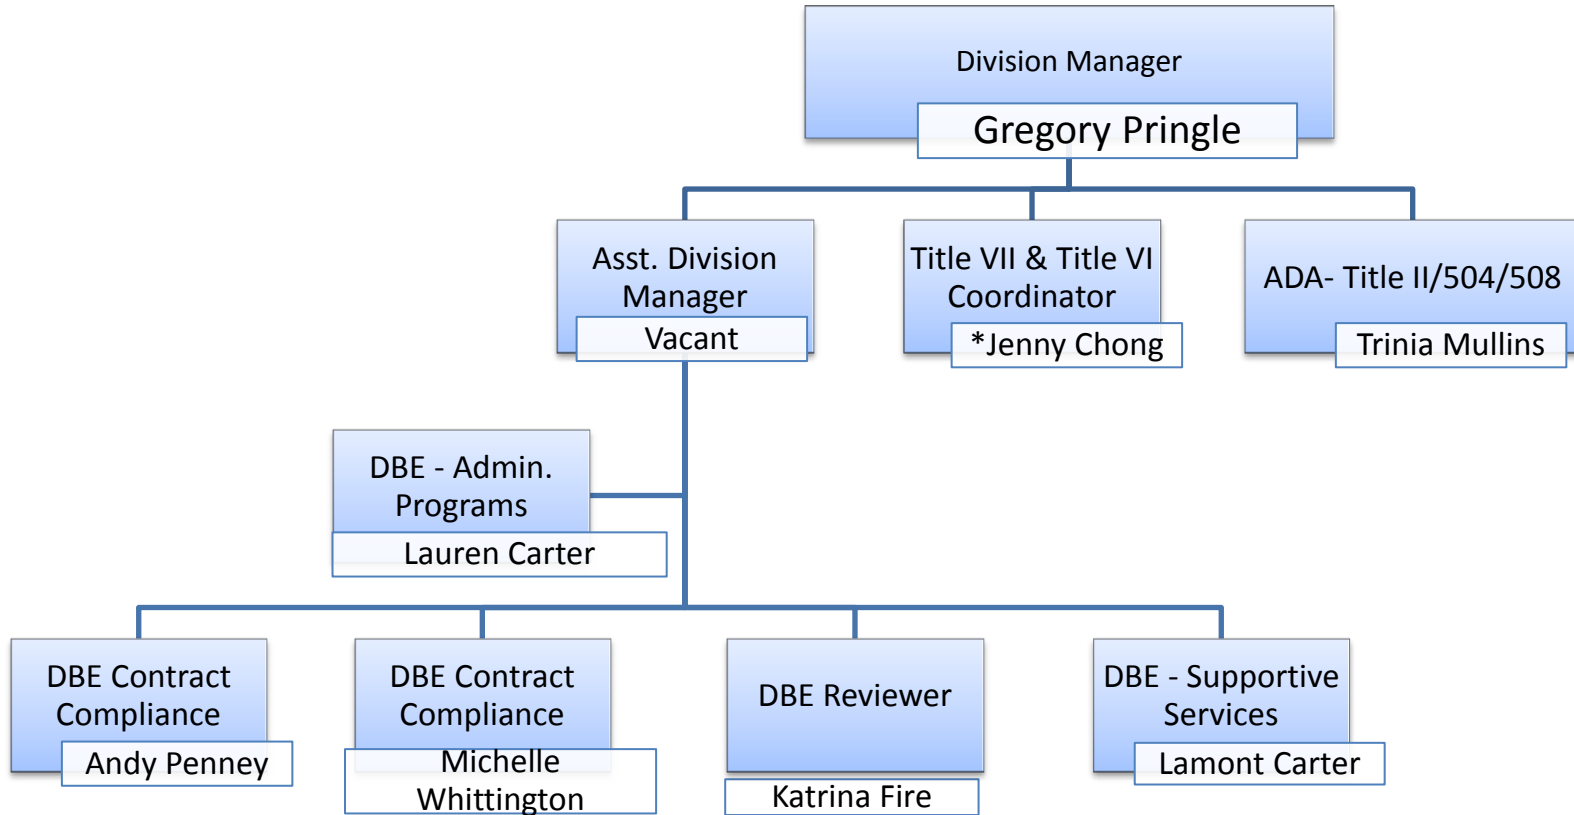 Division Manager
Gregory Pringle
Asst. Division
Manager
Vacant
Title VII & Title VI
Coordinator
*Jenny Chong
ADA- Title II/504/508
Trinia Mullins
DBE - Admin.
Programs
Lauren Carter
DBE Contract
Compliance
Andy Penney
DBE Contract
Compliance
Michelle
Whittington
DBE Reviewer
Katrina Fire
DBE - Supportive
Services
Lamont Carter